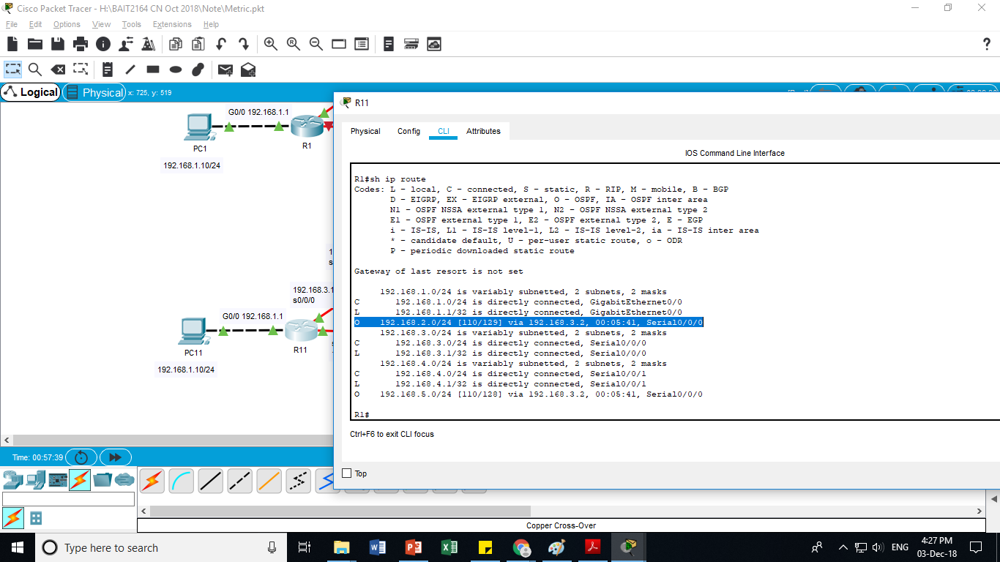 Cisco Packet Tracer - H:\BAIT2164 CN Oct 2018\Note\Metric.pkt
File Edit Options View Tools Extensions Help
?
Logical Physical x: 725, y: 519
R11
G0/0 192.168.1.1
PC1
R1
192.168.1.10/24
192.168.3.1
s0/0/0
G0/0 192.168.1.1
PC11
R11
192.168.1.10/24
Physical Config CLI Attributes
IOS Command Line Interface
R1#sh ip route
Codes: L - local, C - connected, S - static, R - RIP, M - mobile, B - BGP
D - EIGRP, EX - EIGRP external, O - OSPF, IA - OSPF inter area
N1 - OSPF NSSA external type 1, N2 - OSPF NSSA external type 2
E1 - OSPF external type 1, E2 - OSPF external type 2, E - EGP
i - IS-IS, L1 - IS-IS level-1, L2 - IS-IS level-2, ia - IS-IS inter area
* - candidate default, U - per-user static route, o - ODR
P - periodic downloaded static route
Gateway of last resort is not set
192.168.1.0/24 is variably subnetted, 2 subnets, 2 masks
C 192.168.1.0/24 is directly connected, GigabitEthernet0/0
L 192.168.1.1/32 is directly connected, GigabitEthernet0/0
O 192.168.2.0/24 [110/129] via 192.168.3.2, 00:05:41, Serial0/0/0
192.168.3.0/24 is variably subnetted, 2 subnets, 2 masks
C 192.168.3.0/24 is directly connected, Serial0/0/0
L 192.168.3.1/32 is directly connected, Serial0/0/0
192.168.4.0/24 is variably subnetted, 2 subnets, 2 masks
C 192.168.4.0/24 is directly connected, Serial0/0/1
L 192.168.4.1/32 is directly connected, Serial0/0/1
O 192.168.5.0/24 [110/128] via 192.168.3.2, 00:05:41, Serial0/0/0
R1#
Ctrl+F6 to exit CLI focus
Top
Time: 00:57:39
Copper Cross-Over
Type here to search
ENG
4:27 PM
03-Dec-18